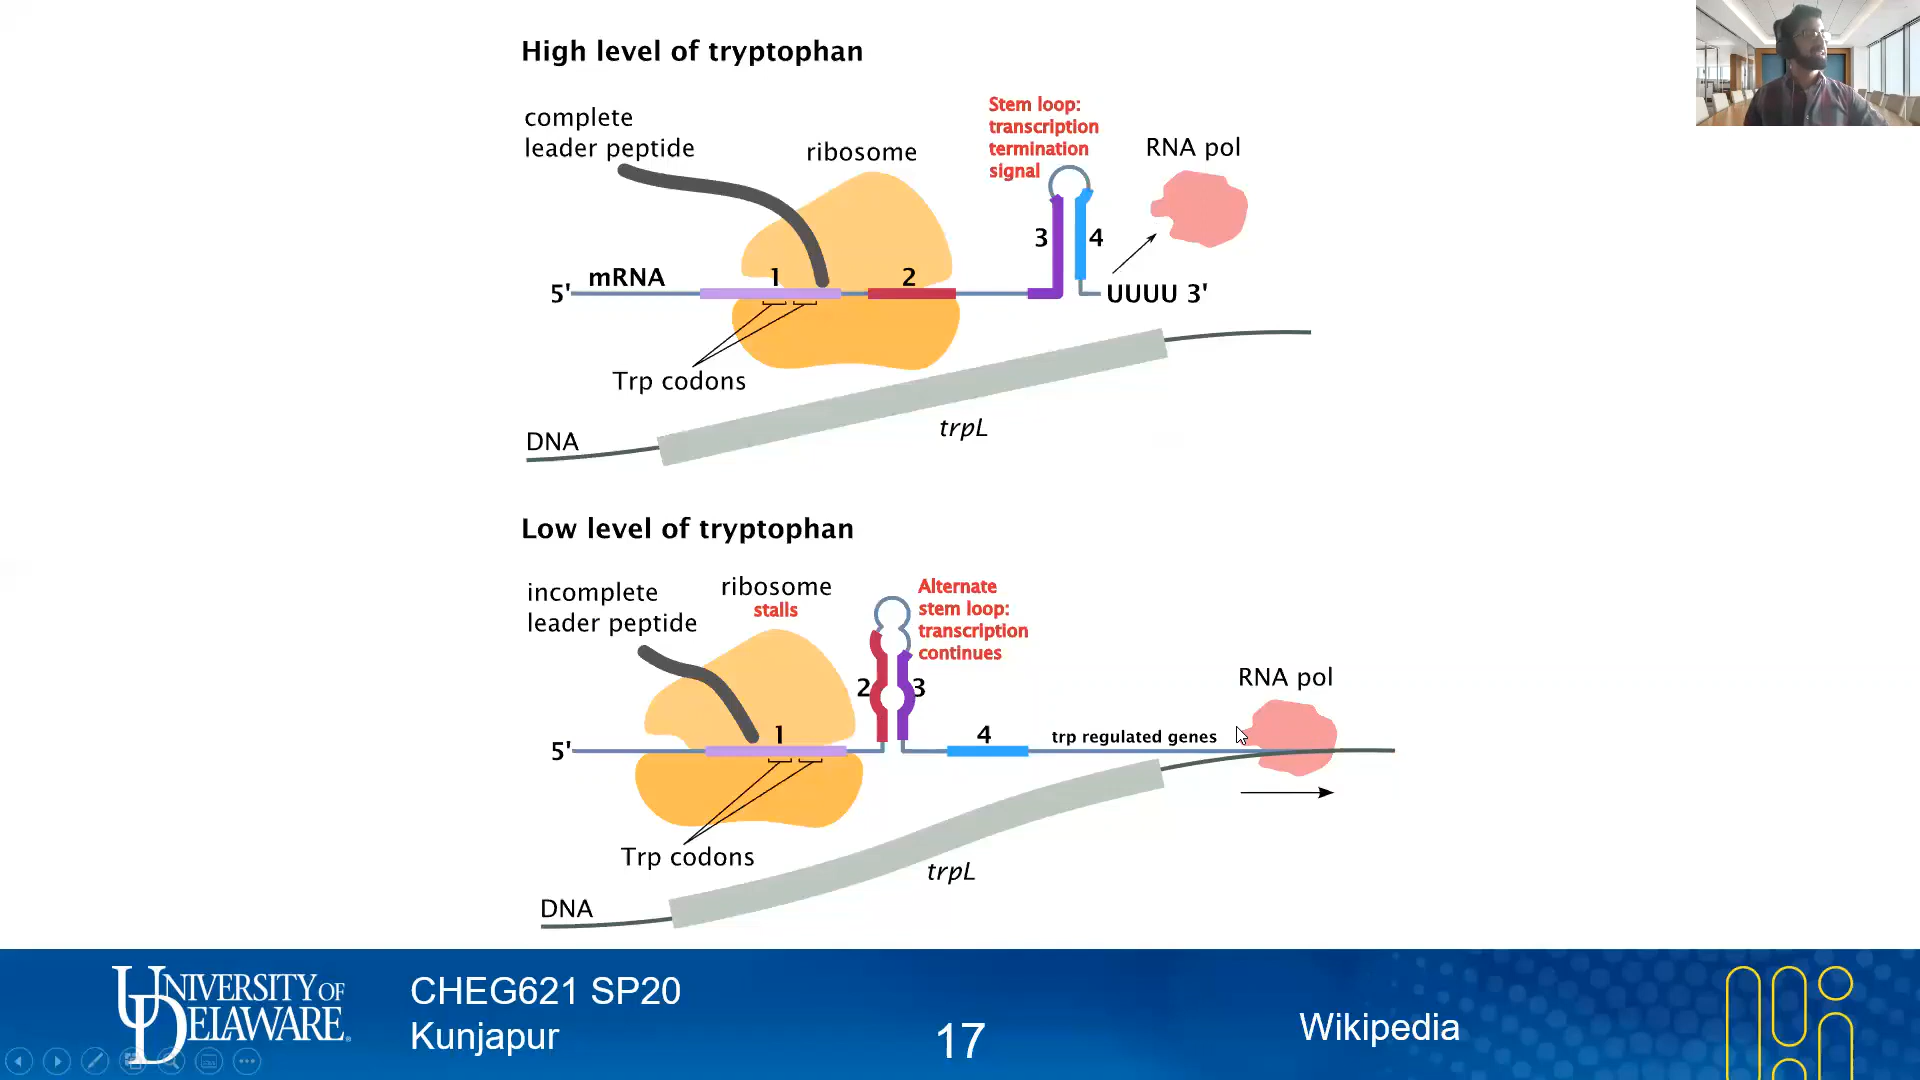 High level of tryptophan
complete
leader peptide
ribosome
Stem loop:
transcription
termination
signal
RNA pol
3
4
1
2
5'
mRNA
UUUU 3'
Trp codons
trpL
DNA
Low level of tryptophan
incomplete
leader peptide
ribosome
stalls
Alternate
stem loop:
transcription
continues
RNA pol
2
3
1
4
trp regulated genes
5'
Trp codons
trpL
DNA
UNIVERSITY OF
DELAWARE.
CHEG621 SP20
Kunjapur
17
Wikipedia